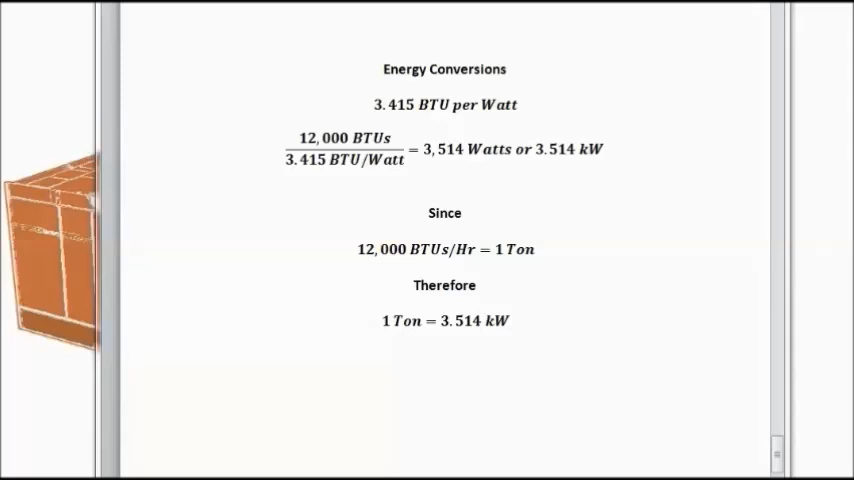 Energy Conversions
3.415 BTU per Watt
12,000 BTUs
3.415 BTU/Watt
= 3,514 Watts or 3.514 kW
Since
12,000 BTUs/Hr = 1 Ton
Therefore
1 Ton = 3.514 kW